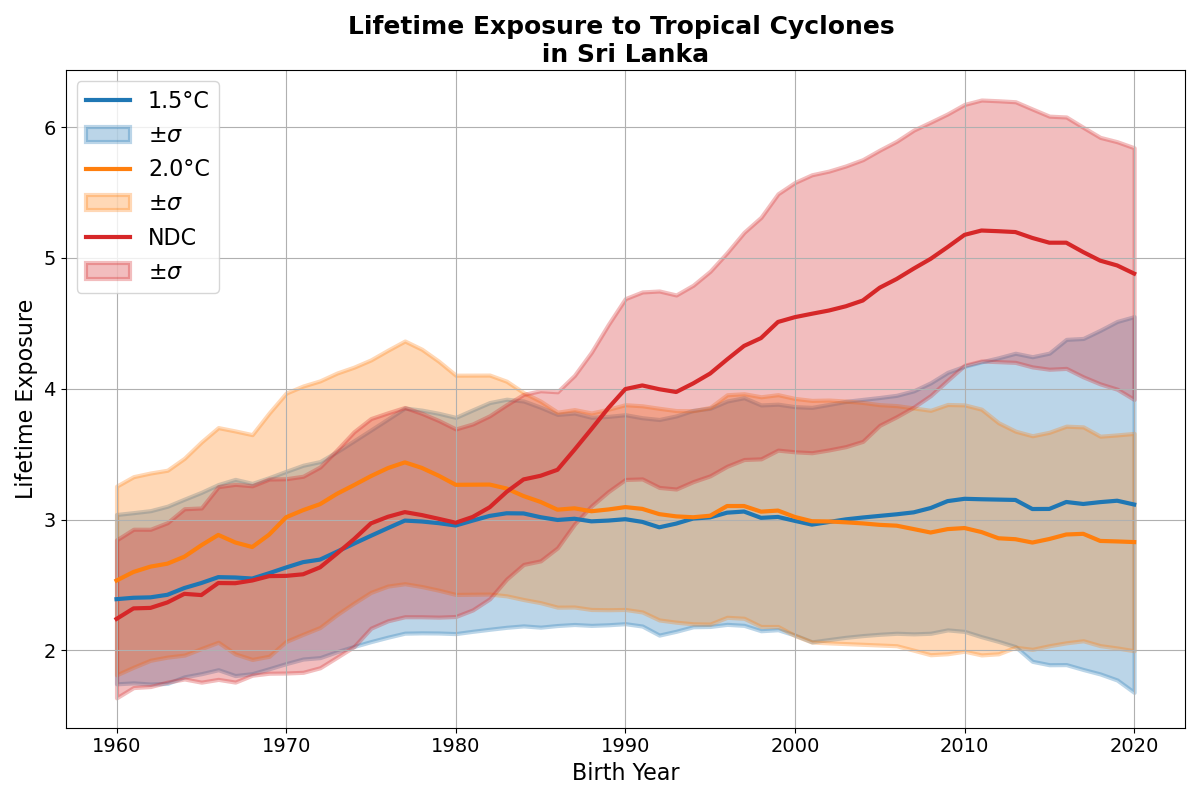 Lifetime Exposure to Tropical Cyclones
in Sri Lanka
1.5°C
±σ
2.0°C
±σ
NDC
±σ
Lifetime Exposure
6
5
4
3
2
1960 1970 1980 1990 2000 2010 2020
Birth Year